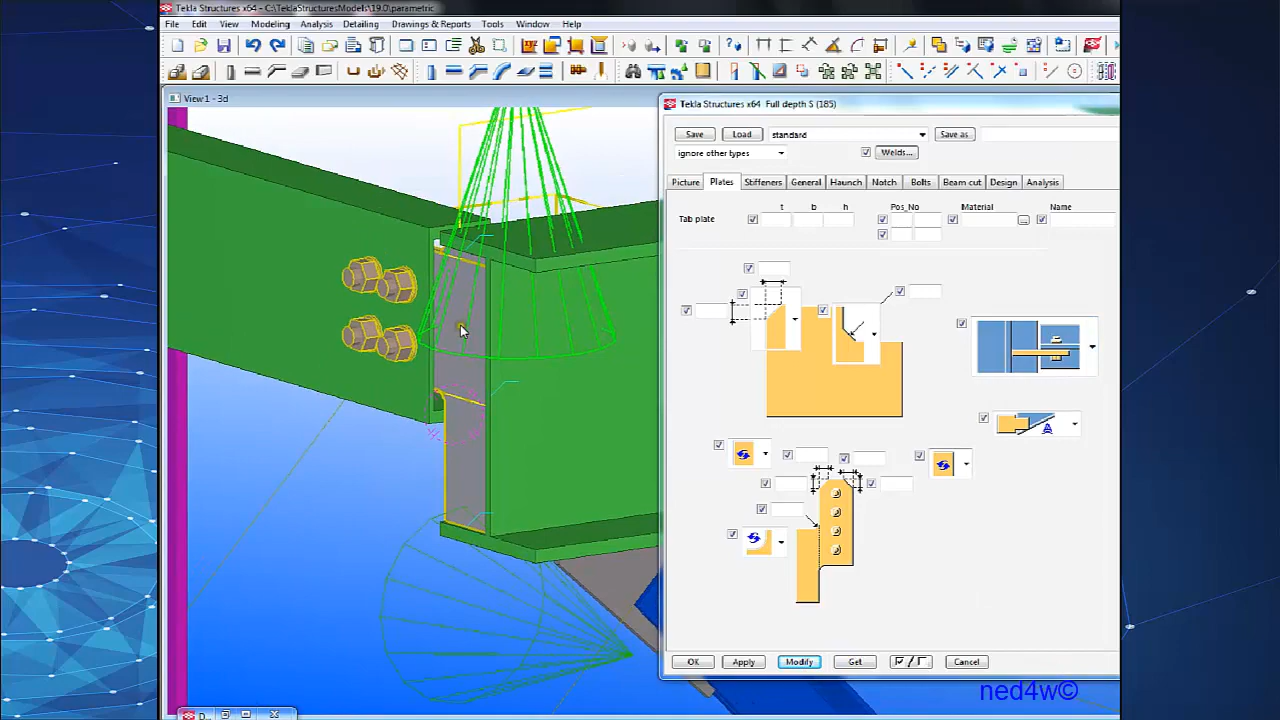 Tekla Structures x64 - C:\TeklaStructuresModels\19.0\parametric
File Edit View Modeling Analysis Detailing Drawings & Reports Tools Window Help
View 1 - 3d
Tekla Structures x64 Full depth S (185)
Save Load standard Save as
ignore other types Welds...
Picture Plates Stiffeners General Haunch Notch Bolts Beam cut Design Analysis
t b h Pos_No Material Name
Tab plate
...
A
OK Apply Modify Get Cancel
ned4w©
D...